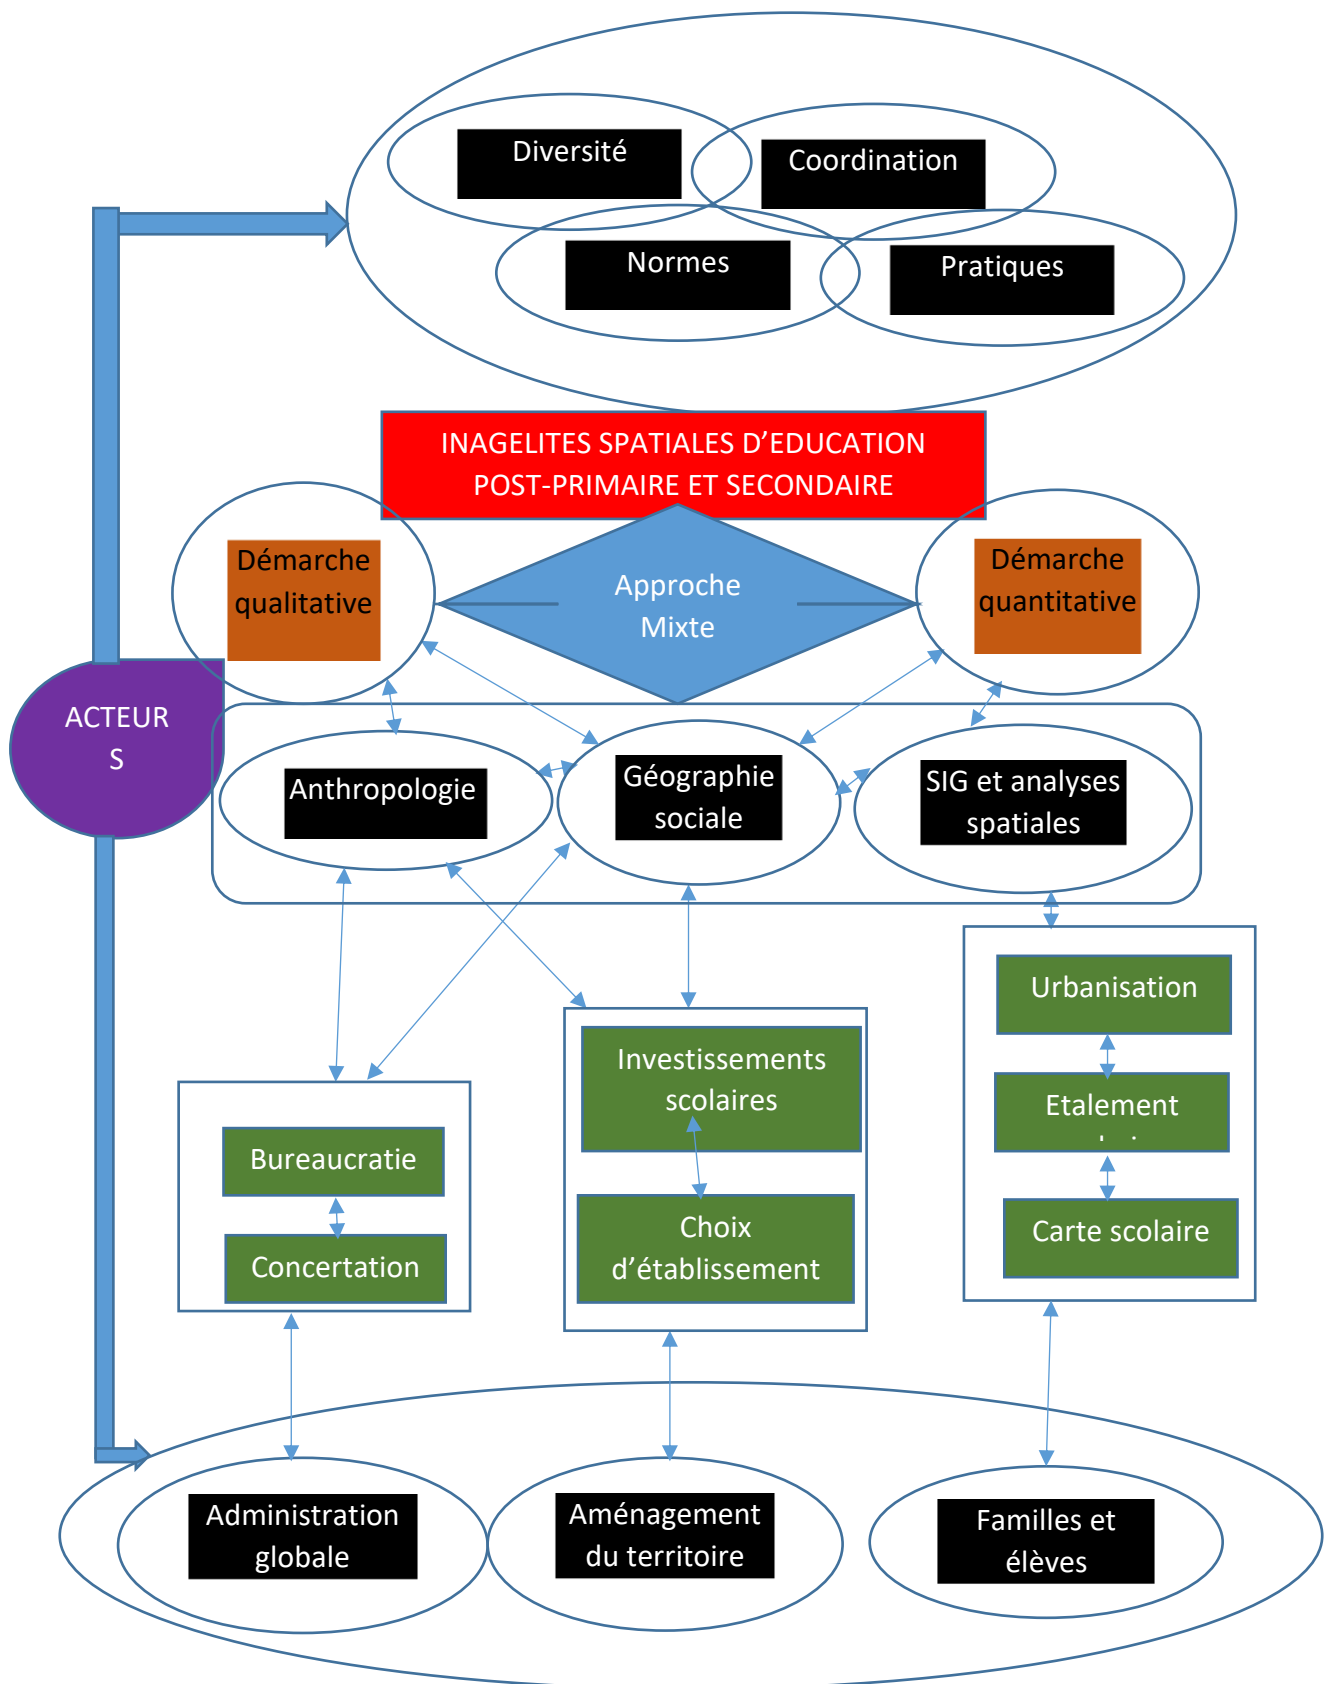 Diversité
Coordination
Normes
Pratiques
INAGELITES SPATIALES D’EDUCATION
POST-PRIMAIRE ET SECONDAIRE
Démarche
qualitative
Approche
Mixte
Démarche
quantitative
ACTEUR
S
Anthropologie
Géographie
sociale
SIG et analyses
spatiales
Urbanisation
Etalement
Carte scolaire
Investissements
scolaires
Choix
d’établissement
Bureaucratie
Concertation
Administration
globale
Aménagement
du territoire
Familles et
élèves